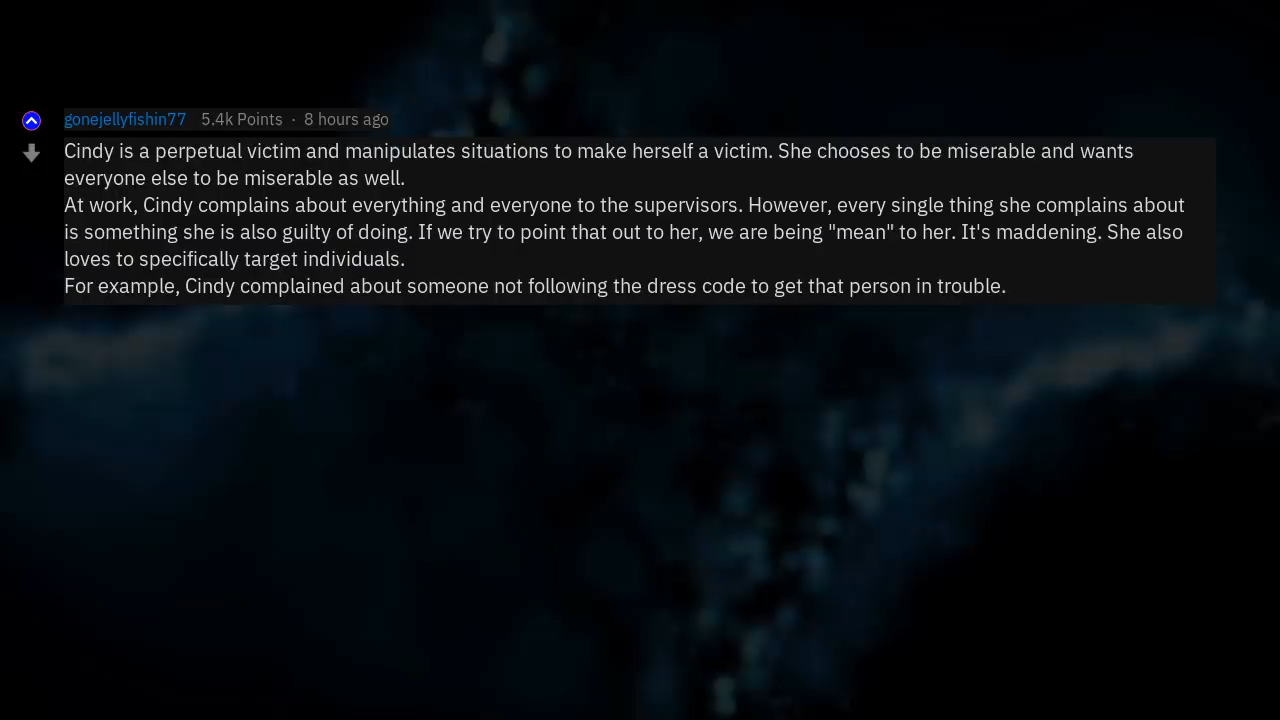 gonejellyfishin77 5.4k Points · 8 hours ago
Cindy is a perpetual victim and manipulates situations to make herself a victim. She chooses to be miserable and wants
everyone else to be miserable as well.
At work, Cindy complains about everything and everyone to the supervisors. However, every single thing she complains about
is something she is also guilty of doing. If we try to point that out to her, we are being "mean" to her. It's maddening. She also
loves to specifically target individuals.
For example, Cindy complained about someone not following the dress code to get that person in trouble.